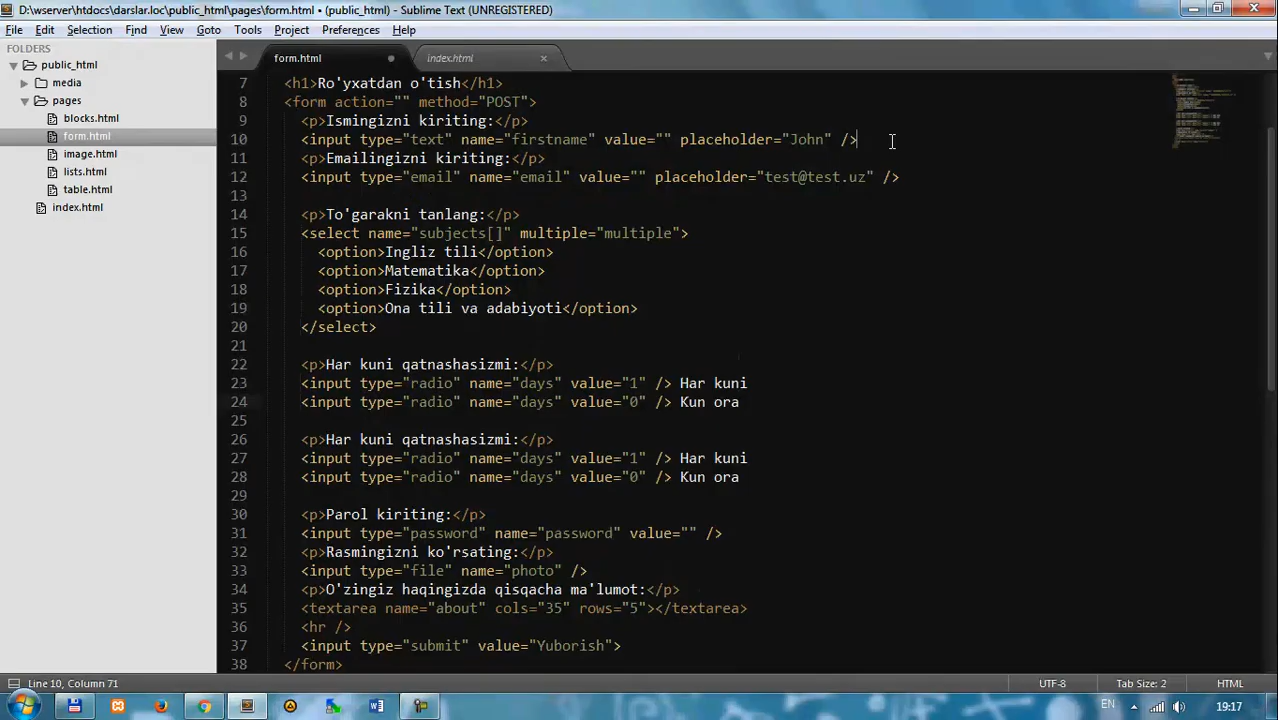 D:\wserver\htdocs\darslar.loc\public_html\pages\form.html • (public_html) - Sublime Text (UNREGISTERED)
File Edit Selection Find View Goto Tools Project Preferences Help
FOLDERS
public_html
media
pages
blocks.html
form.html
image.html
lists.html
table.html
index.html
form.html
index.html
7 <h1>Ro'yxatdan o'tish</h1>
8 <form action="" method="POST">
9 <p>Ismingizni kiriting:</p>
10 <input type="text" name="firstname" value="" placeholder="John" />
11 <p>Emailingizni kiriting:</p>
12 <input type="email" name="email" value="" placeholder="test@test.uz" />
13
14 <p>To'garakni tanlang:</p>
15 <select name="subjects[]" multiple="multiple">
16 <option>Ingliz tili</option>
17 <option>Matematika</option>
18 <option>Fizika</option>
19 <option>Ona tili va adabiyoti</option>
20 </select>
21
22 <p>Har kuni qatnashasizmi:</p>
23 <input type="radio" name="days" value="1" /> Har kuni
24 <input type="radio" name="days" value="0" /> Kun ora
25
26 <p>Har kuni qatnashasizmi:</p>
27 <input type="radio" name="days" value="1" /> Har kuni
28 <input type="radio" name="days" value="0" /> Kun ora
29
30 <p>Parol kiriting:</p>
31 <input type="password" name="password" value="" />
32 <p>Rasmingizni ko'rsating:</p>
33 <input type="file" name="photo" />
34 <p>O'zingiz haqingizda qisqacha ma'lumot:</p>
35 <textarea name="about" cols="35" rows="5"></textarea>
36 <hr />
37 <input type="submit" value="Yuborish">
38 </form>
Line 10, Column 71
UTF-8
Tab Size: 2
HTML
EN
19:17